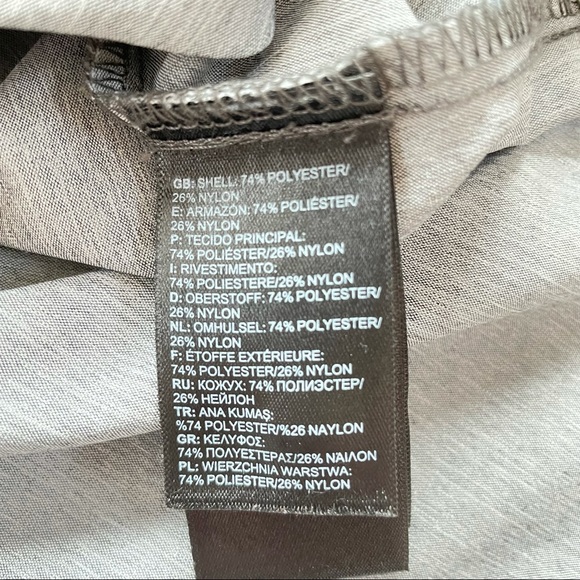 GB: SHELL: 74% POLYESTER/
26% NYLON
E: ARMAZÓN: 74% POLIÉSTER/
26% NYLON
P: TECIDO PRINCIPAL:
74% POLIÉSTER/26% NYLON
I: RIVESTIMENTO:
74% POLIESTERE/26% NYLON
D: OBERSTOFF: 74% POLYESTER/
26% NYLON
NL: OMHULSEL: 74% POLYESTER/
26% NYLON
F: ÉTOFFE EXTÉRIEURE:
74% POLYESTER/26% NYLON
RU: КОЖУХ: 74% ПОЛИЭСТЕР/
26% НЕЙЛОН
TR: ANA KUMAŞ:
%74 POLYESTER/%26 NAYLON
GR: ΚΕΛΥΦΟΣ:
74% ΠΟΛΥΕΣΤΕΡΑΣ/26% ΝΑΪΛΟΝ
PL: WIERZCHNIA WARSTWA:
74% POLIESTER/26% NYLON